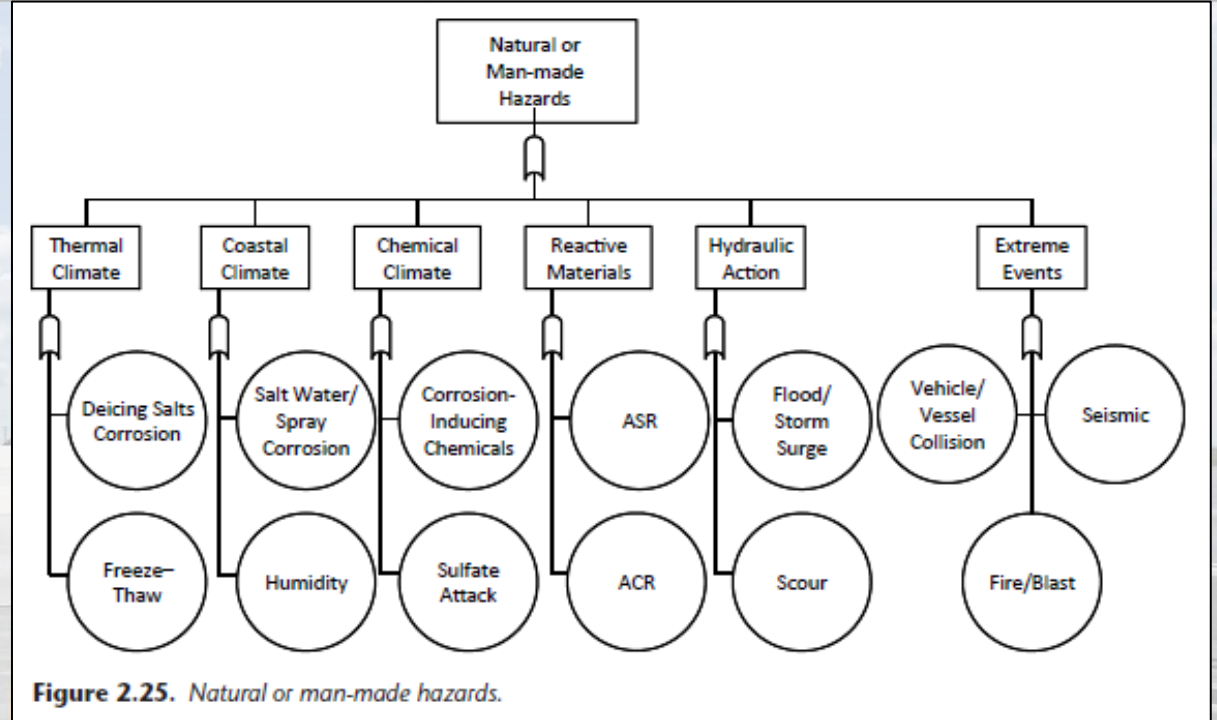 Natural or
Man-made
Hazards
Thermal
Climate
Coastal
Climate
Chemical
Climate
Reactive
Materials
Hydraulic
Action
Extreme
Events
Deicing Salts
Corrosion
Salt Water/
Spray
Corrosion
Corrosion-
Inducing
Chemicals
ASR
Flood/
Storm
Surge
Vehicle/
Vessel
Collision
Seismic
Freeze–
Thaw
Humidity
Sulfate
Attack
ACR
Scour
Fire/Blast
Figure 2.25. Natural or man-made hazards.